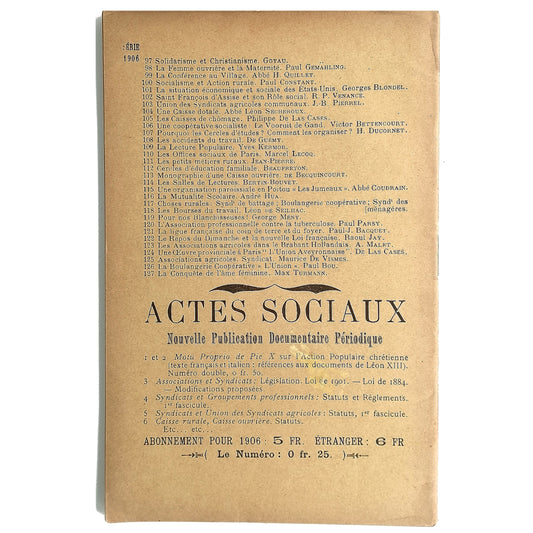 SÉRIE
1906
97 Solidarisme et Christianisme. GOYAU.
98 La Femme ouvrière et la Maternité. Paul GEMÄHLING.
99 La Conférence au Village. Abbé H. QUILLET.
100 Socialisme et Action rurale. Paul CONSTANT.
101 La situation économique et sociale des Etats-Unis. Georges BLONDEL.
102 Saint François d'Assise et son Rôle social. R. P. VENANCE.
103 Union des Syndicats agricoles communaux. J. B. PIERREL.
104 Une Caisse dotale. Abbé Léon SÉCHEROUX.
105 Les Caisses de chômage. Philippe DE LAS CASES.
106 Une coopérative socialiste : Le Vooruit de Gand. Victor BETTENCOURT.
107 Pourquoi les Cercles d'études ? Comment les organiser ? H. DUCORNET.
108 Les accidents du travail. DE GUEMY.
109 La Lecture Populaire. Yves KERMOR.
110 Les Offices sociaux de Paris. Marcel LECOQ.
111 Les petits métiers ruraux. JEAN-PIERRE.
112 Cercles d'éducation familiale. BEAUFRETON.
113 Monographie d'une Caisse ouvrière. DE BECQUINCOURT.
114 Les Salles de Lectures. BERTIN-BOUVET.
115 Une organisation paroissiale en Poitou « Les Jumeaux ». Abbé COUDRAIN.
116 La Mutualité Scolaire. André HUA.
117 Choses rurales : Synd' de battage ; Boulangerie coopérative ; Synd' des
118 Les Bourses du travail. Léon DE SEILHAC. [ménagères.
119 Pour nos Blanchisseuses ! George MÉNY.
120 L'Association professionnelle contre la tuberculose. Paul PARSY.
121 La ligue française du coin de terre et du foyer. Paul-J. BACQUET.
122 Le Repos du Dimanche et la nouvelle Loi française. Raoul JAY.
123 Les Associations agricoles dans le Brabant Hollandais. A. MALET.
124 Une Œuvre provinciale à Paris "L'Union Aveyronnaise". DE LAS CASES.
125 Associations agricoles. Syndicat. Maurice DE VISMES.
126 La Boulangerie Coopérative « L'Union ». Paul BOU.
127 La Conquête de l'âme féminine. Max TURMANN.
ACTES SOCIAUX
Nouvelle Publication Documentaire Périodique
1 et 2 Motu Proprio de Pie X sur l'Action Populaire chrétienne
(texte français et italien : références aux documents de Léon XIII).
Numéro double, 0 fr. 50.
3 Associations et Syndicats : Législation. Loi de 1901. — Loi de 1884.
— Modifications proposées.
4 Syndicats et Groupements professionnels : Statuts et Règlements,
1er fascicule.
5 Syndicats et Union des Syndicats agricoles : Statuts, 1er fascicule.
6 Caisse rurale, Caisse ouvrière. Statuts.
Etc... etc...
ABONNEMENT POUR 1906 : 5 FR. ÉTRANGER : 6 FR
( Le Numéro : 0 fr. 25. )